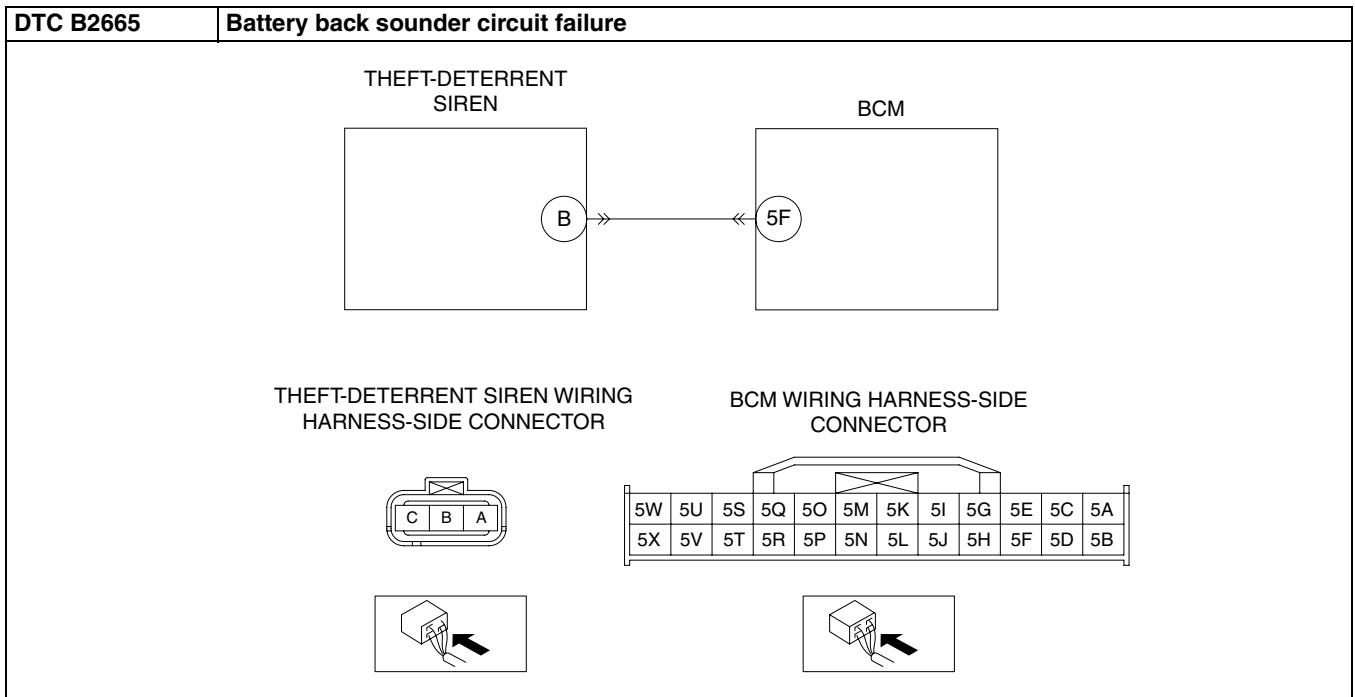 DTC B2665 Battery back sounder circuit failure
THEFT-DETERRENT
SIREN
BCM
B 5F
THEFT-DETERRENT SIREN WIRING
HARNESS-SIDE CONNECTOR
BCM WIRING HARNESS-SIDE
CONNECTOR
C B A
5W 5U 5S 5Q 5O 5M 5K 5I 5G 5E 5C 5A
5X 5V 5T 5R 5P 5N 5L 5J 5H 5F 5D 5B